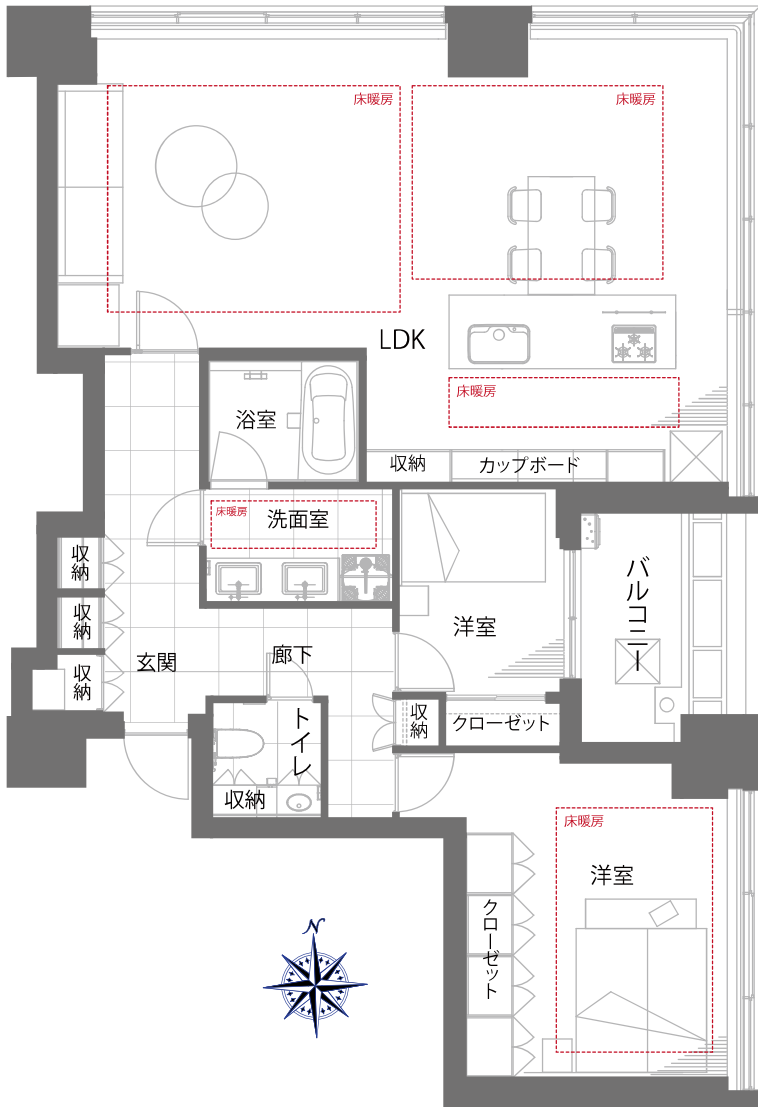 床暖房
床暖房
LDK
床暖房
浴室
収納
カップボード
床暖房
洗面室
収納
収納
収納
玄関
廊下
洋室
バルコニー
収納
クローゼット
トイレ
収納
床暖房
洋室
クローゼット
N